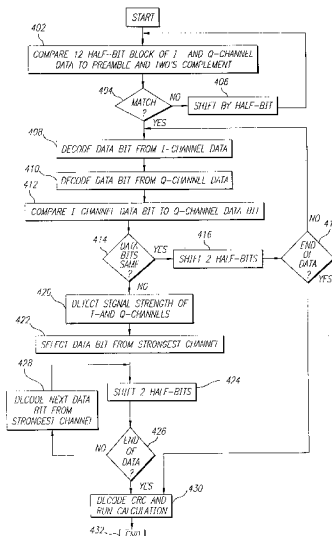 START
402
COMPARE 12 HALF-BIT BLOCK OF I- AND Q-CHANNEL
DATA TO PREAMBLE AND TWO'S COMPLEMENT
404
MATCH
?
NO
406
SHIFT BY HALF-BIT
YES
408
DECODE DATA BIT FROM I-CHANNEL DATA
410
DECODE DATA BIT FROM Q-CHANNEL DATA
412
COMPARE I CHANNEL DATA BIT TO Q-CHANNEL DATA BIT
414
DATA
BITS
SAME
?
YES
416
SHIFT 2 HALF-BITS
NO
41
END
OF
DATA
?
YES
NO
420
DETECT SIGNAL STRENGTH OF
I-AND Q-CHANNELS
422
SELECT DATA BIT FROM STRONGEST CHANNEL
428
DECODE NEXT DATA
BIT FROM
STRONGEST CHANNEL
424
SHIFT 2 HALF-BITS
426
END
OF
DATA
?
NO
YES
430
DECODE CRC AND
RUN CALCULATION
432
END